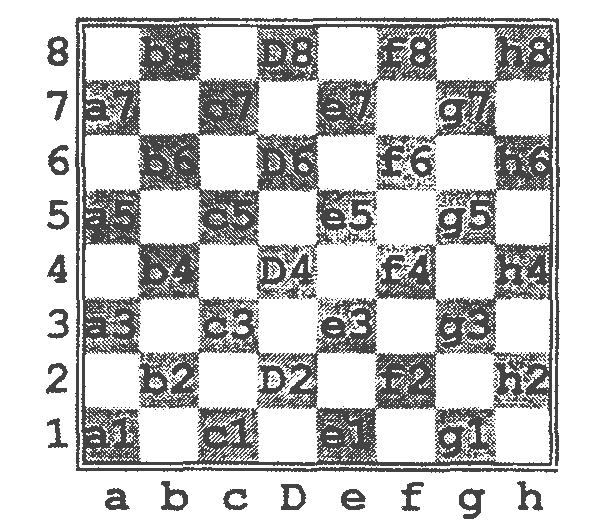 8 b8 D8 f8 h8
7 a7 c7 e7 g7
6 b6 D6 f6 h6
5 a5 c5 e5 g5
4 b4 D4 f4 h4
3 a3 c3 e3 g3
2 b2 D2 f2 h2
1 a1 c1 e1 g1
a b c D e f g h